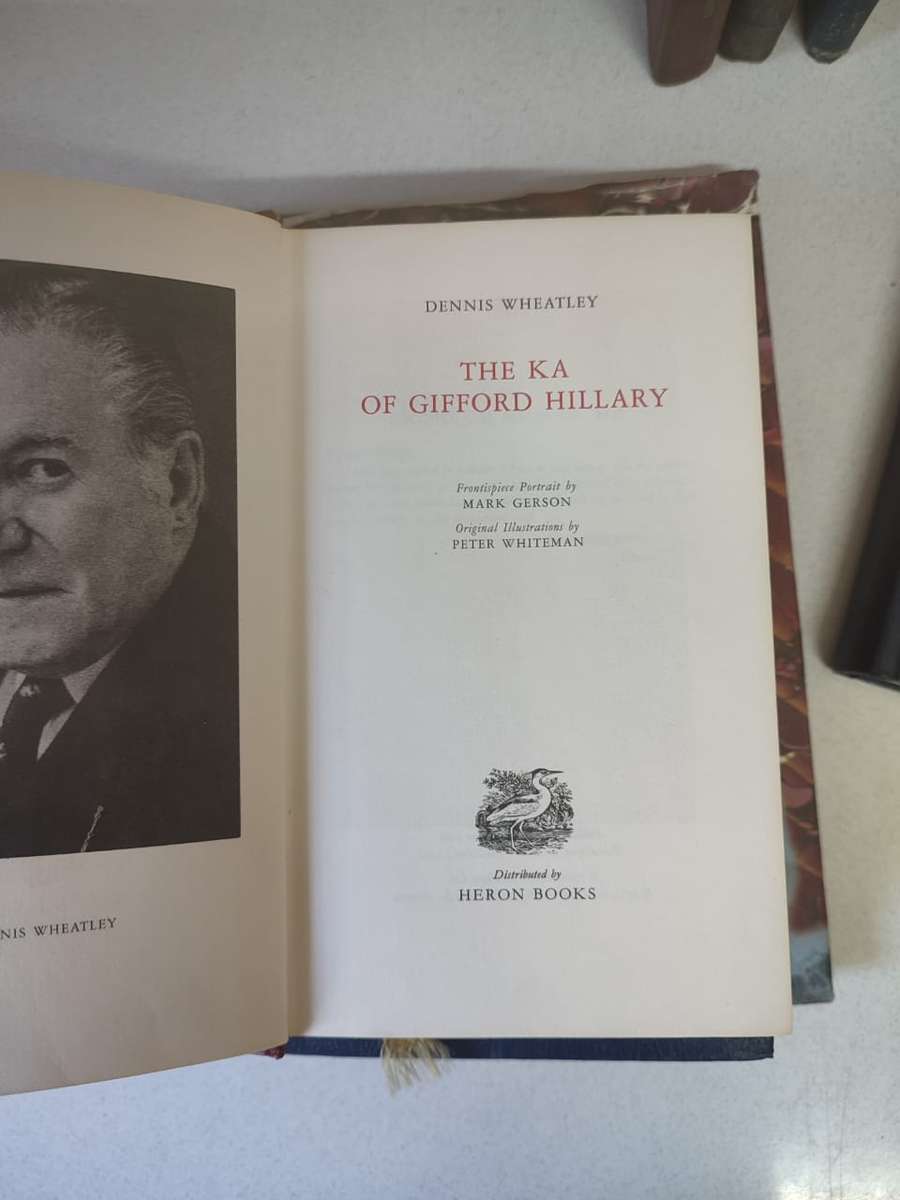 NIS WHEATLEY
DENNIS WHEATLEY
THE KA
OF GIFFORD HILLARY
Frontispiece Portrait by
MARK GERSON
Original Illustrations by
PETER WHITEMAN
Distributed by
HERON BOOKS